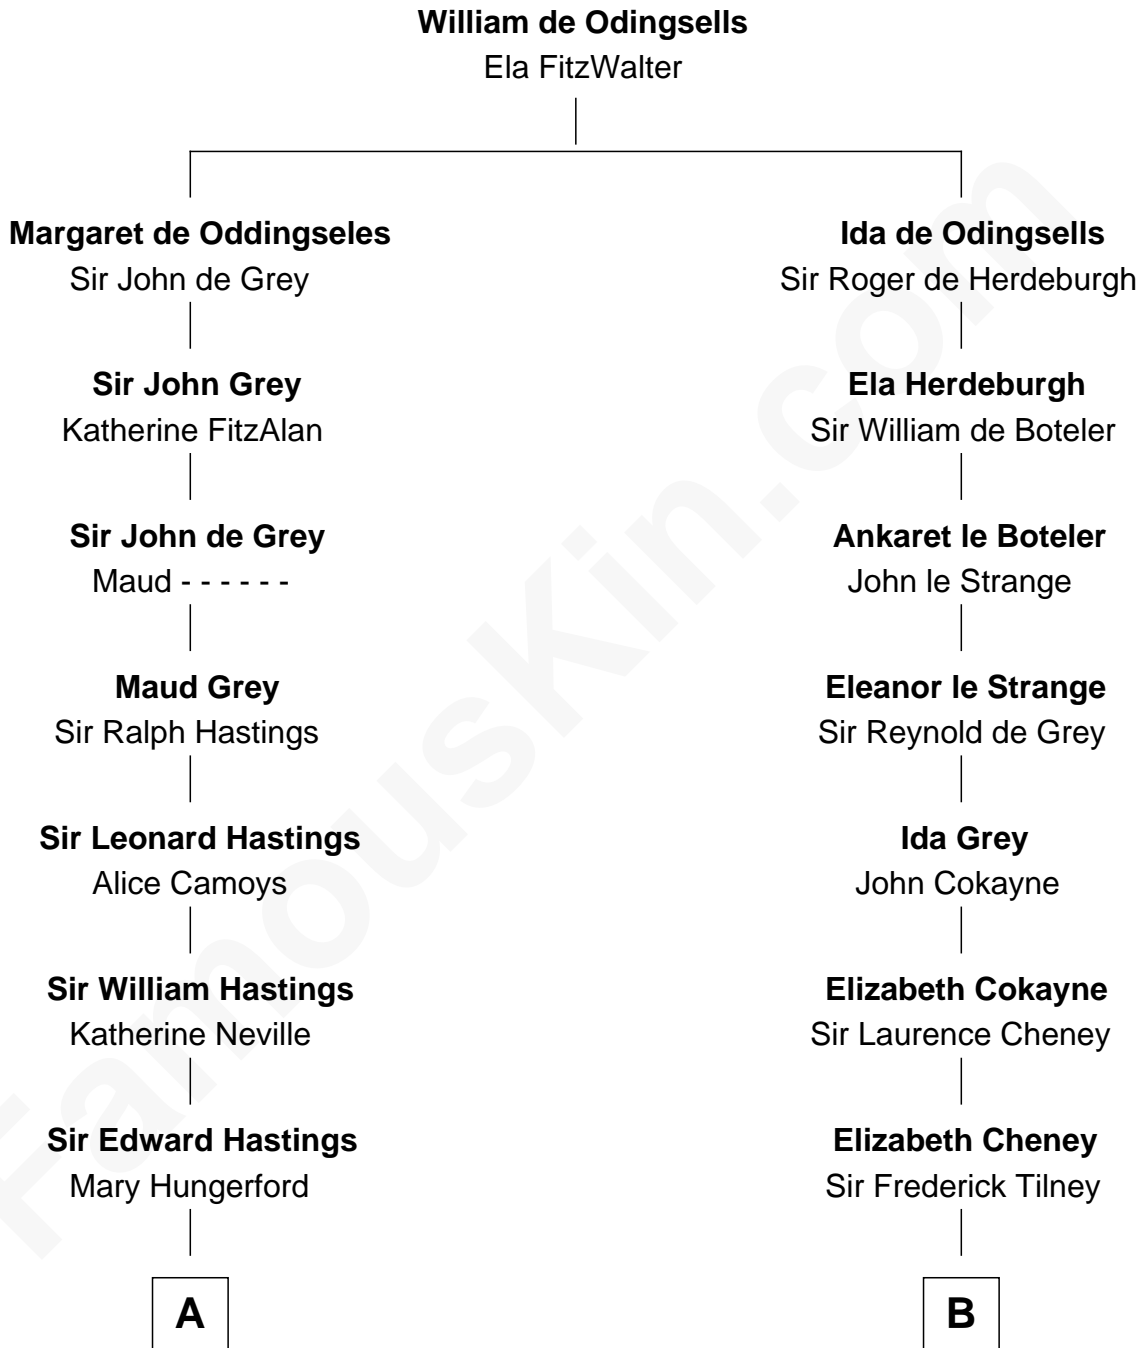 William de Odingsells
Ela FitzWalter
Margaret de Oddingseles
Sir John de Grey
Ida de Odingsells
Sir Roger de Herdeburgh
Sir John Grey
Katherine FitzAlan
Ela Herdeburgh
Sir William de Boteler
Sir John de Grey
Maud - - - - - -
Ankaret le Boteler
John le Strange
Maud Grey
Sir Ralph Hastings
Eleanor le Strange
Sir Reynold de Grey
Sir Leonard Hastings
Alice Camoys
Ida Grey
John Cokayne
Sir William Hastings
Katherine Neville
Elizabeth Cokayne
Sir Laurence Cheney
Sir Edward Hastings
Mary Hungerford
Elizabeth Cheney
Sir Frederick Tilney
A
B
FamousKin.com